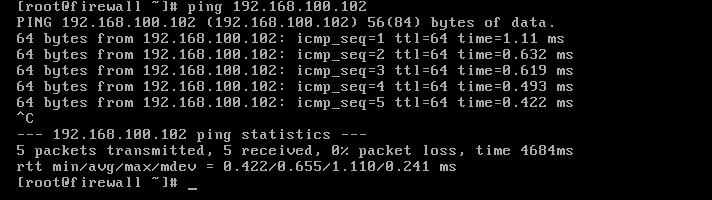 [root@firewall ~]# ping 192.168.100.102
PING 192.168.100.102 (192.168.100.102) 56(84) bytes of data.
64 bytes from 192.168.100.102: icmp_seq=1 ttl=64 time=1.11 ms
64 bytes from 192.168.100.102: icmp_seq=2 ttl=64 time=0.632 ms
64 bytes from 192.168.100.102: icmp_seq=3 ttl=64 time=0.619 ms
64 bytes from 192.168.100.102: icmp_seq=4 ttl=64 time=0.493 ms
64 bytes from 192.168.100.102: icmp_seq=5 ttl=64 time=0.422 ms
^C
--- 192.168.100.102 ping statistics ---
5 packets transmitted, 5 received, 0% packet loss, time 4684ms
rtt min/avg/max/mdev = 0.422/0.655/1.110/0.241 ms
[root@firewall ~]# _